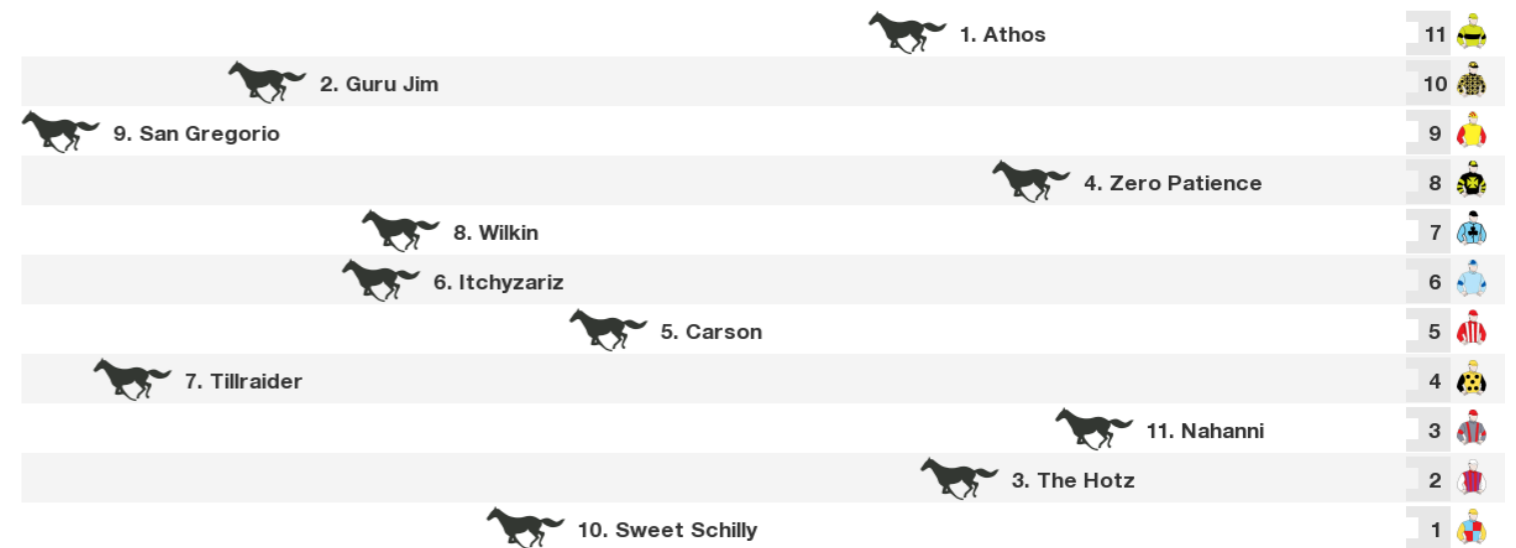 1. Athos 11
2. Guru Jim 10
9. San Gregorio 9
4. Zero Patience 8
8. Wilkin 7
6. Itchyzariz 6
5. Carson 5
7. Tillraider 4
11. Nahanni 3
3. The Hotz 2
10. Sweet Schilly 1